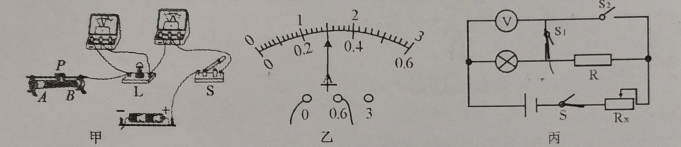 V A
P
A B L S
− +
甲
0 1 2 3
0 0.2 0.4 0.6
A
0 0.6 3
乙
V S₂
S₁
R
S Rx
丙